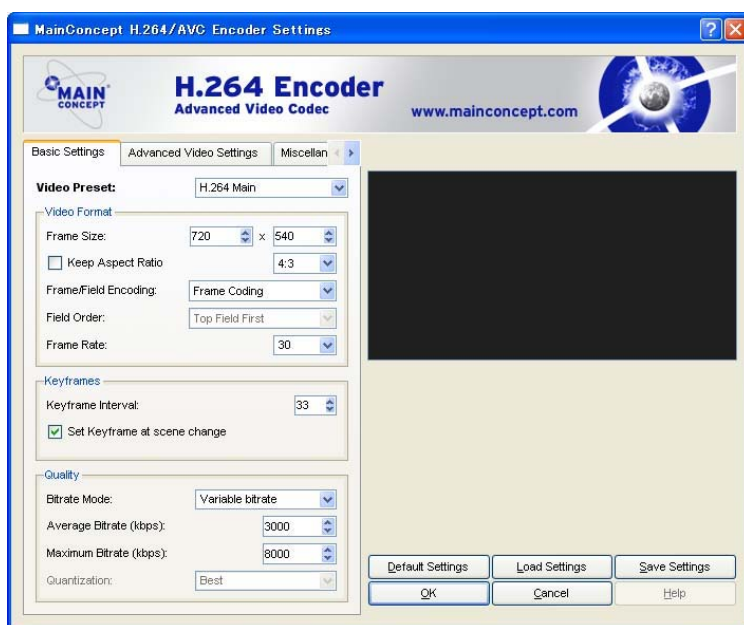 MainConcept H.264/AVC Encoder Settings
MAIN CONCEPT
H.264 Encoder
Advanced Video Codec
www.mainconcept.com
Basic Settings
Advanced Video Settings
Miscellan
Video Preset: H.264 Main
Video Format
Frame Size: 720 x 540
Keep Aspect Ratio 4:3
Frame/Field Encoding: Frame Coding
Field Order: Top Field First
Frame Rate: 30
Keyframes
Keyframe Interval: 33
Set Keyframe at scene change
Quality
Bitrate Mode: Variable bitrate
Average Bitrate (kbps): 3000
Maximum Bitrate (kbps): 8000
Quantization: Best
Default Settings
Load Settings
Save Settings
OK
Cancel
Help